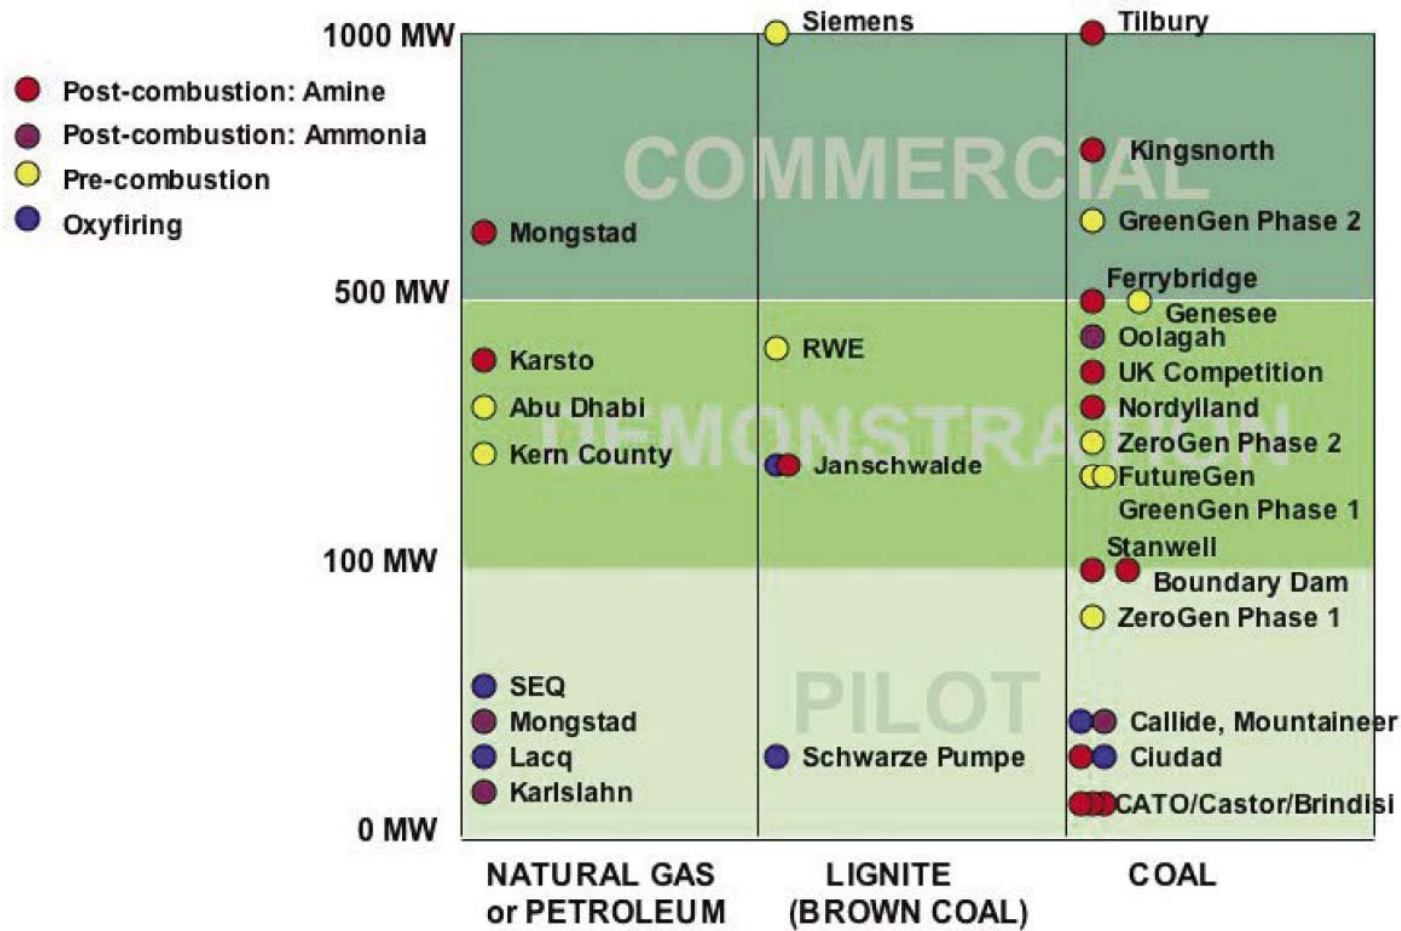 1000 MW
Siemens
Tilbury
Post-combustion: Amine
Post-combustion: Ammonia
Pre-combustion
Oxyfiring
COMMERCIAL
Kingsnorth
Mongstad
GreenGen Phase 2
500 MW
Ferrybridge
Genesee
Oolagah
RWE
Karsto
UK Competition
Abu Dhabi
DEMONSTRATION
Nordylland
Kern County
ZeroGen Phase 2
Janschwalde
FutureGen
GreenGen Phase 1
100 MW
Stanwell
Boundary Dam
ZeroGen Phase 1
PILOT
SEQ
Mongstad
Callide, Mountaineer
Lacq
Schwarze Pumpe
Ciudad
Karlslahn
CATO/Castor/Brindisi
0 MW
NATURAL GAS
or PETROLEUM
LIGNITE
(BROWN COAL)
COAL